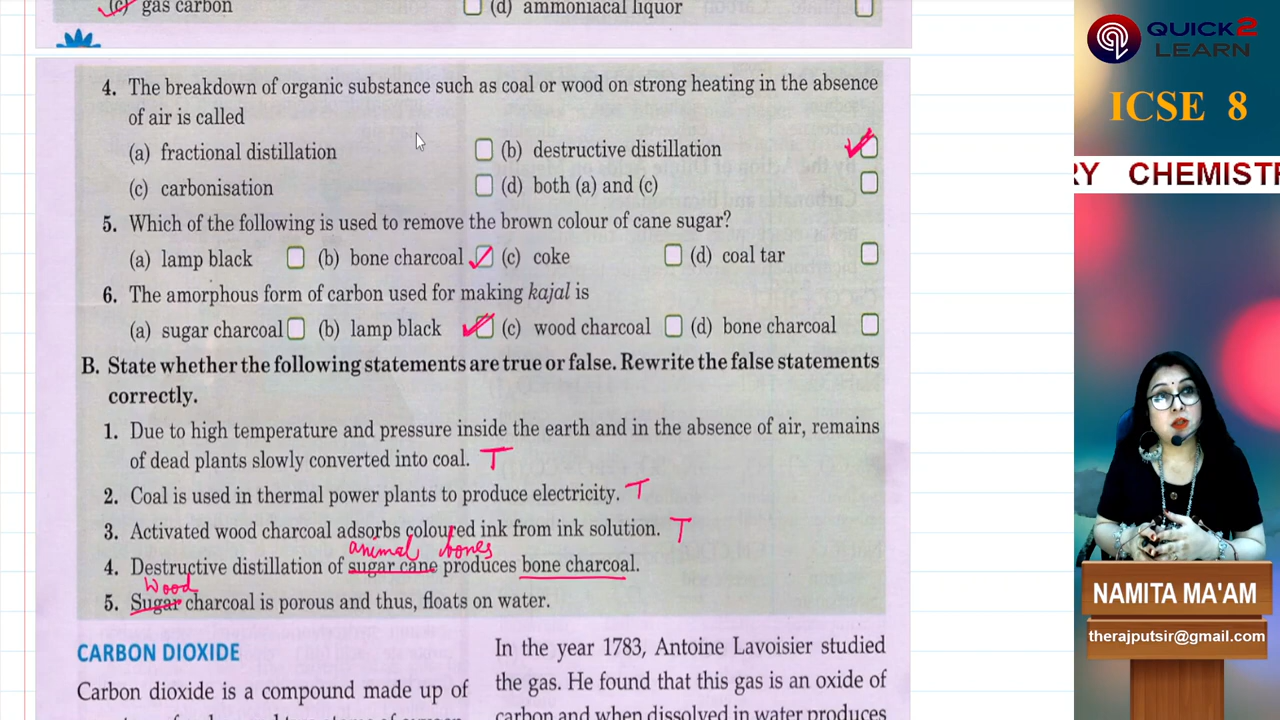 (c) gas carbon (d) ammoniacal liquor
4. The breakdown of organic substance such as coal or wood on strong heating in the absence
of air is called
(a) fractional distillation (b) destructive distillation
(c) carbonisation (d) both (a) and (c)
5. Which of the following is used to remove the brown colour of cane sugar?
(a) lamp black (b) bone charcoal (c) coke (d) coal tar
6. The amorphous form of carbon used for making kajal is
(a) sugar charcoal (b) lamp black (c) wood charcoal (d) bone charcoal
B. State whether the following statements are true or false. Rewrite the false statements
correctly.
1. Due to high temperature and pressure inside the earth and in the absence of air, remains
of dead plants slowly converted into coal. T
2. Coal is used in thermal power plants to produce electricity. T
3. Activated wood charcoal adsorbs coloured ink from ink solution. T
animal bones
4. Destructive distillation of sugar cane produces bone charcoal.
Wood
5. Sugar charcoal is porous and thus, floats on water.
CARBON DIOXIDE
Carbon dioxide is a compound made up of
In the year 1783, Antoine Lavoisier studied
the gas. He found that this gas is an oxide of
carbon and when dissolved in water produces
QUICK2
LEARN
ICSE 8
RY CHEMISTR
NAMITA MA'AM
therajputsir@gmail.com